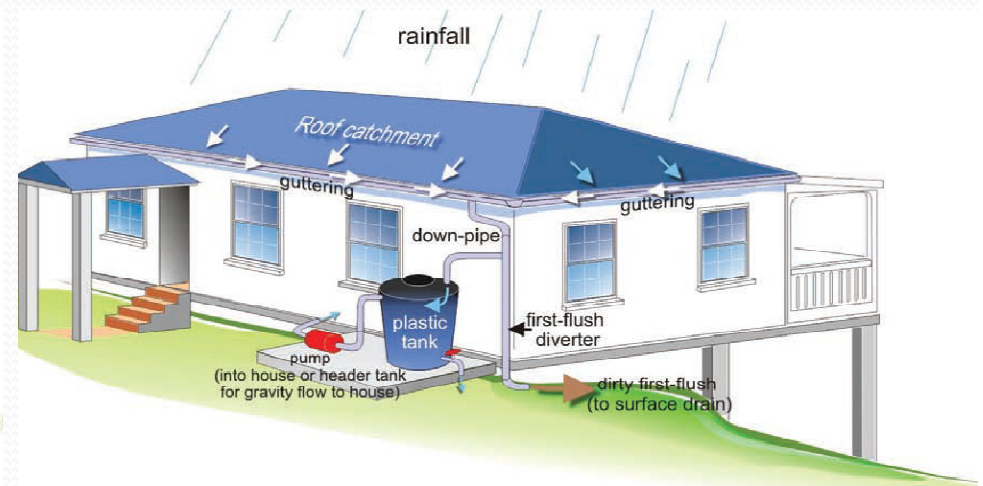 rainfall
Roof catchment
guttering
guttering
down-pipe
plastic
tank
first-flush
diverter
pump
(into house or header tank
for gravity flow to house)
dirty first-flush
(to surface drain)